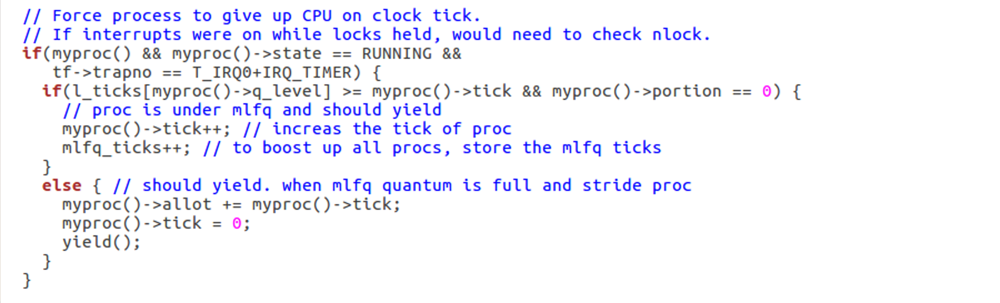 // Force process to give up CPU on clock tick.
// If interrupts were on while locks held, would need to check nlock.
if(myproc() && myproc()->state == RUNNING &&
   tf->trapno == T_IRQ0+IRQ_TIMER) {
  if(l_ticks[myproc()->q_level] >= myproc()->tick && myproc()->portion == 0) {
    // proc is under mlfq and should yield
    myproc()->tick++; // increas the tick of proc
    mlfq_ticks++; // to boost up all procs, store the mlfq ticks
  }
  else { // should yield. when mlfq quantum is full and stride proc
    myproc()->allot += myproc()->tick;
    myproc()->tick = 0;
    yield();
  }
}